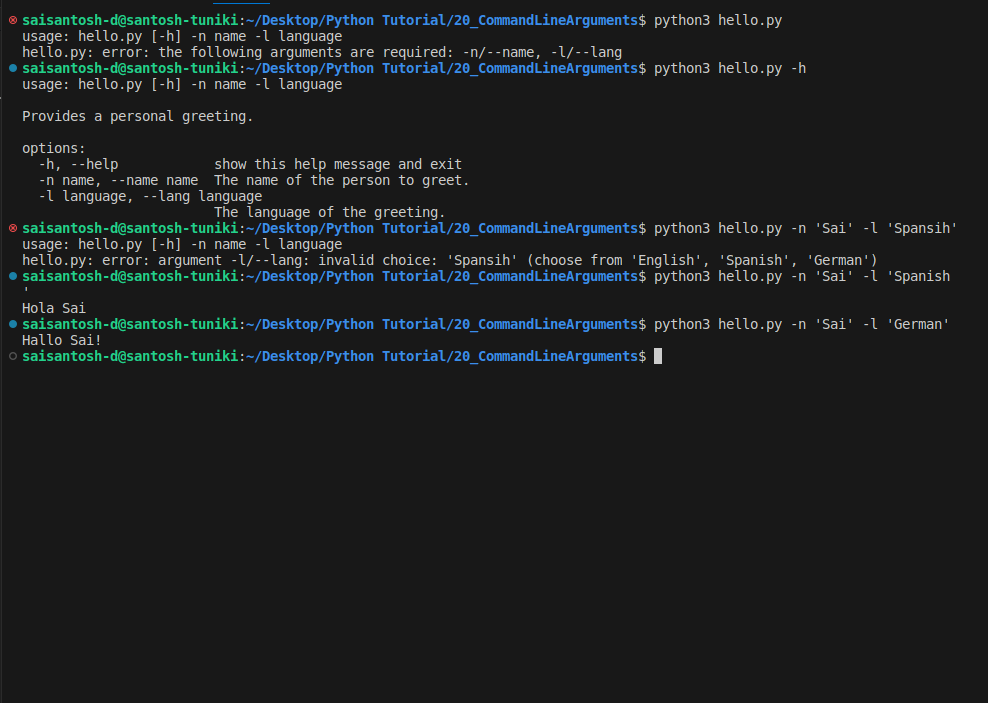 saisantosh-d@santosh-tuniki:~/Desktop/Python Tutorial/20_CommandLineArguments$ python3 hello.py
usage: hello.py [-h] -n name -l language
hello.py: error: the following arguments are required: -n/--name, -l/--lang
saisantosh-d@santosh-tuniki:~/Desktop/Python Tutorial/20_CommandLineArguments$ python3 hello.py -h
usage: hello.py [-h] -n name -l language
Provides a personal greeting.
options:
-h, --help            show this help message and exit
-n name, --name name  The name of the person to greet.
-l language, --lang language
The language of the greeting.
saisantosh-d@santosh-tuniki:~/Desktop/Python Tutorial/20_CommandLineArguments$ python3 hello.py -n 'Sai' -l 'Spansih'
usage: hello.py [-h] -n name -l language
hello.py: error: argument -l/--lang: invalid choice: 'Spansih' (choose from 'English', 'Spanish', 'German')
saisantosh-d@santosh-tuniki:~/Desktop/Python Tutorial/20_CommandLineArguments$ python3 hello.py -n 'Sai' -l 'Spanish
'
Hola Sai
saisantosh-d@santosh-tuniki:~/Desktop/Python Tutorial/20_CommandLineArguments$ python3 hello.py -n 'Sai' -l 'German'
Hallo Sai!
saisantosh-d@santosh-tuniki:~/Desktop/Python Tutorial/20_CommandLineArguments$